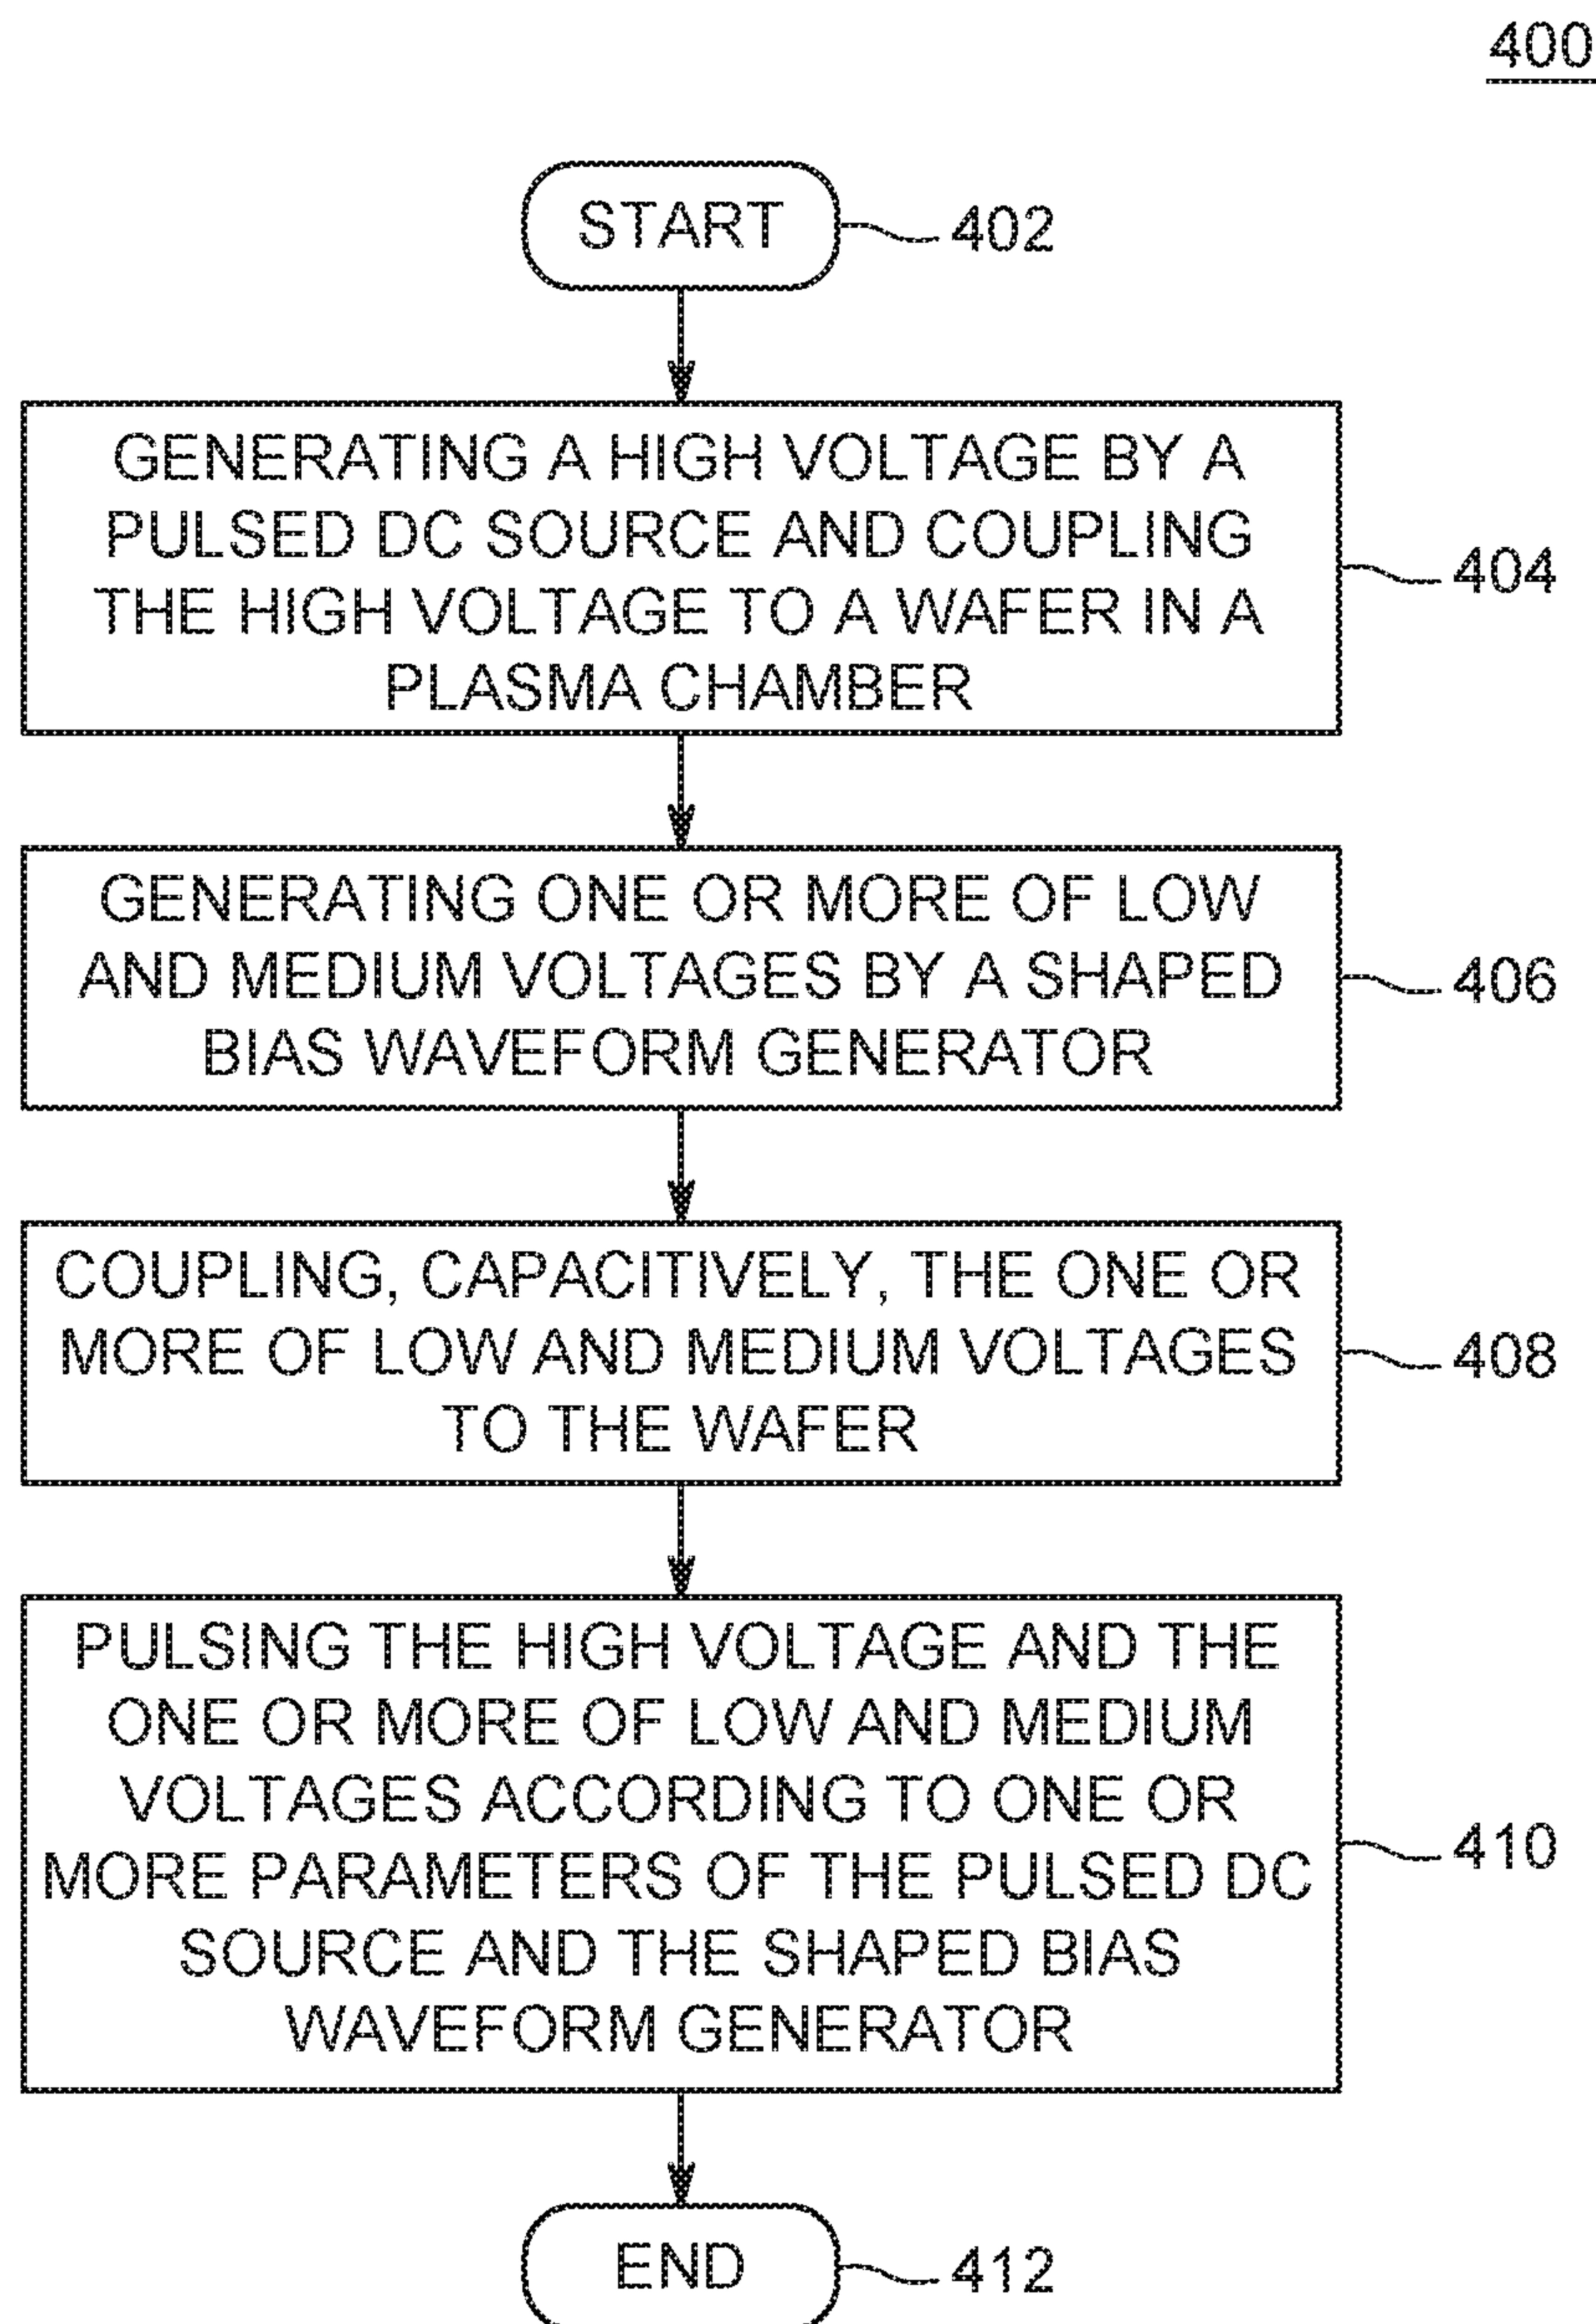 400
START
402
GENERATING A HIGH VOLTAGE BY A
PULSED DC SOURCE AND COUPLING
THE HIGH VOLTAGE TO A WAFER IN A
PLASMA CHAMBER
404
GENERATING ONE OR MORE OF LOW
AND MEDIUM VOLTAGES BY A SHAPED
BIAS WAVEFORM GENERATOR
406
COUPLING, CAPACITIVELY, THE ONE OR
MORE OF LOW AND MEDIUM VOLTAGES
TO THE WAFER
408
PULSING THE HIGH VOLTAGE AND THE
ONE OR MORE OF LOW AND MEDIUM
VOLTAGES ACCORDING TO ONE OR
MORE PARAMETERS OF THE PULSED DC
SOURCE AND THE SHAPED BIAS
WAVEFORM GENERATOR
410
END
412